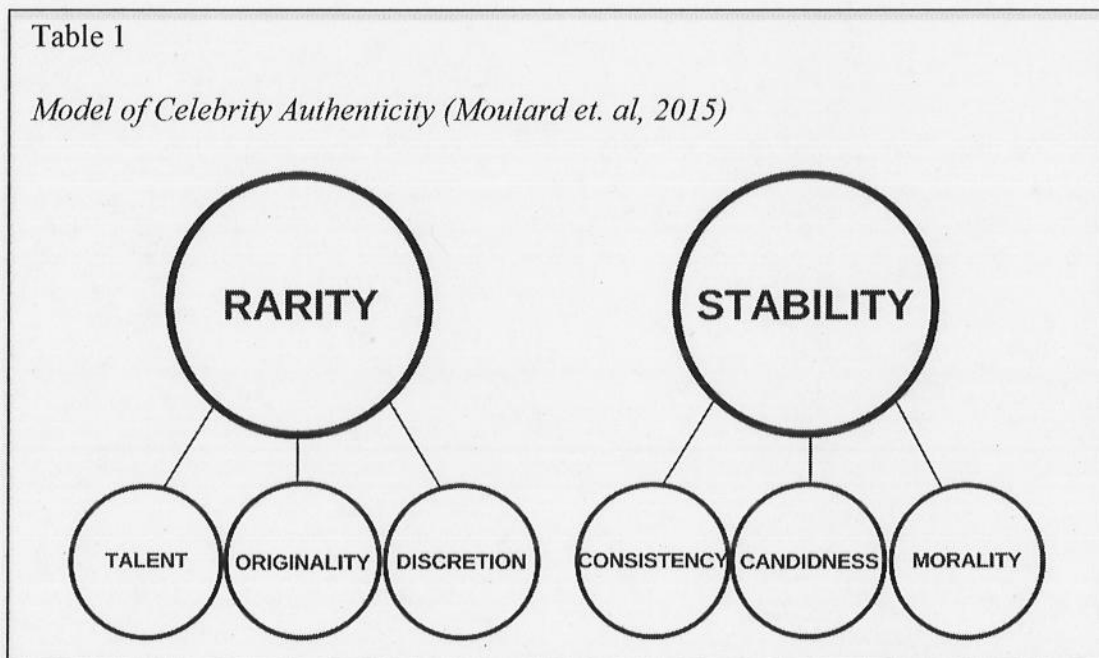 Table 1
Model of Celebrity Authenticity (Moulard et. al, 2015)
RARITY
STABILITY
TALENT
ORIGINALITY
DISCRETION
CONSISTENCY
CANDIDNESS
MORALITY